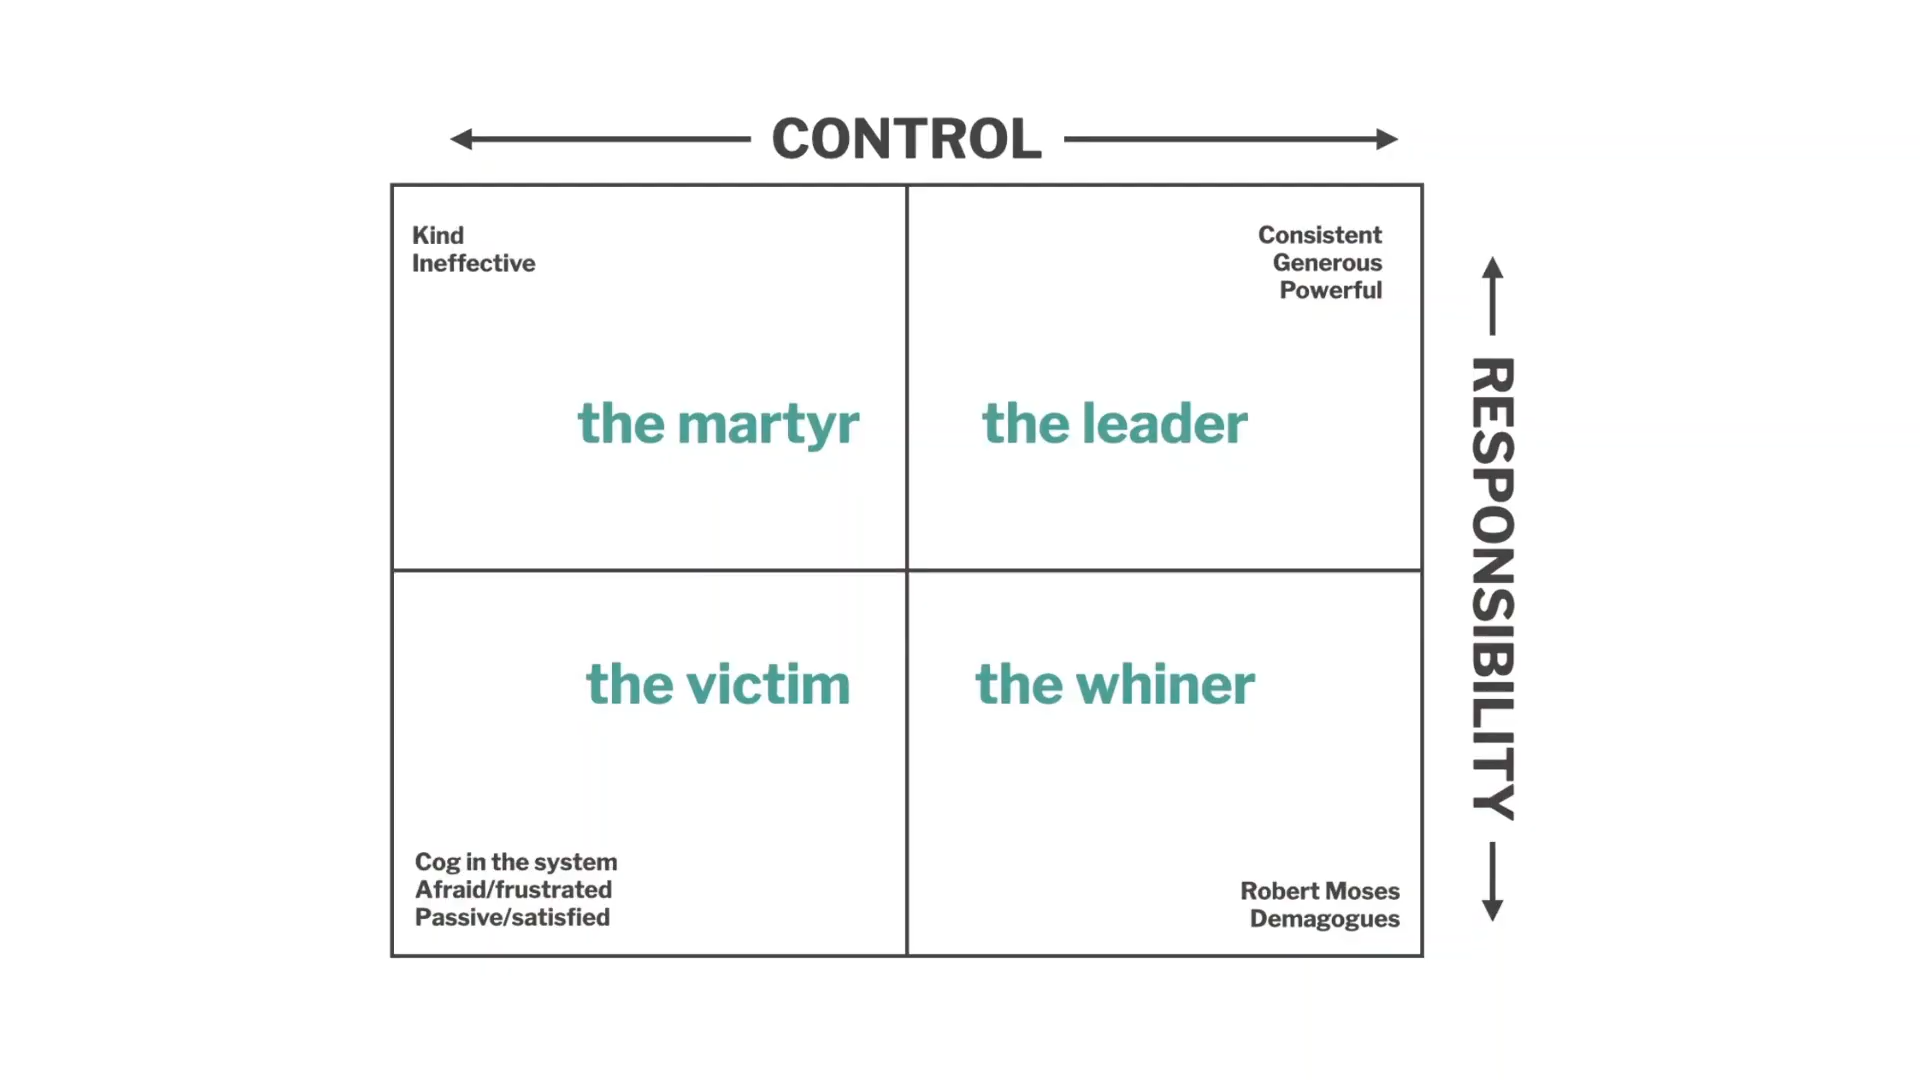 CONTROL
Kind
Ineffective
Consistent
Generous
Powerful
the martyr
the leader
RESPONSIBILITY
the victim
the whiner
Cog in the system
Afraid/frustrated
Passive/satisfied
Robert Moses
Demagogues